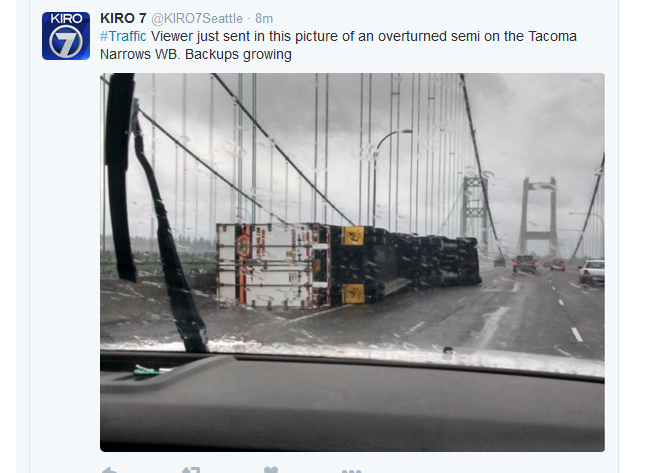 KIRO
7
KIRO 7 @KIRO7Seattle · 8m
#Traffic Viewer just sent in this picture of an overturned semi on the Tacoma
Narrows WB. Backups growing